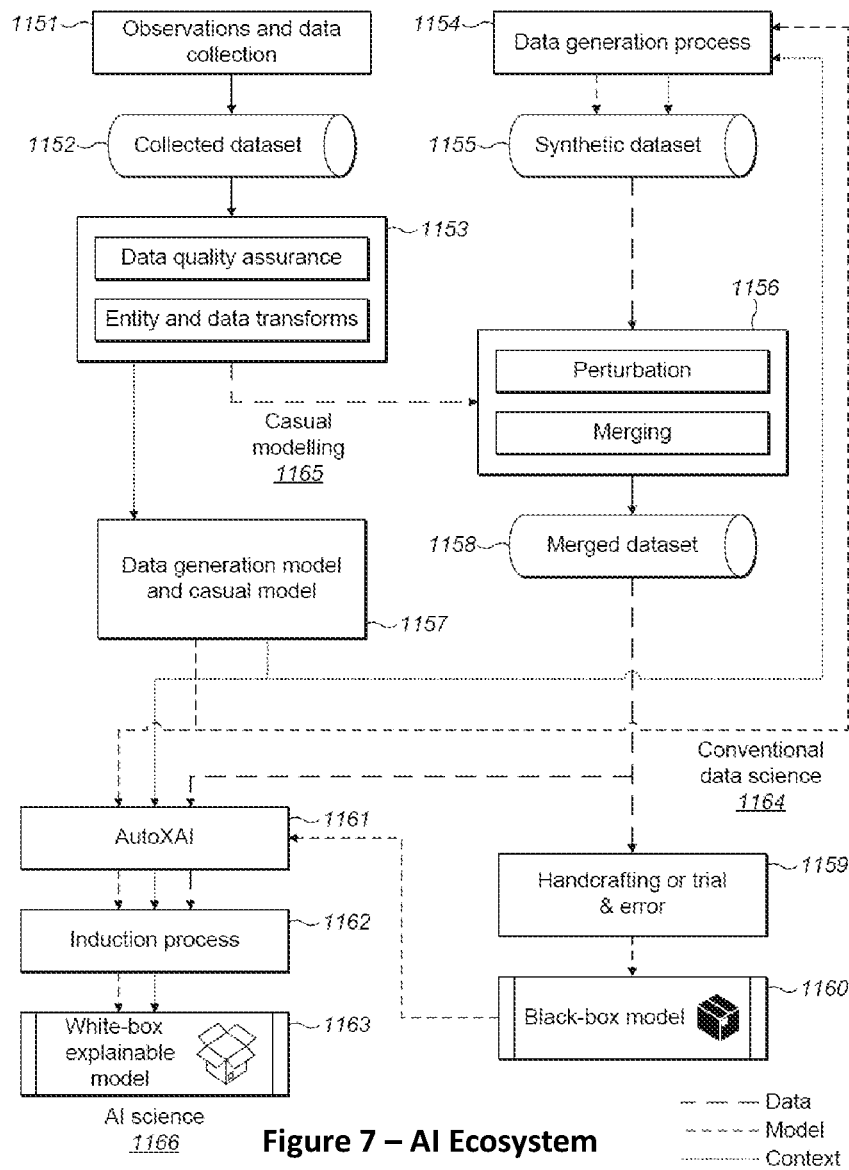 1151
Observations and data
collection
1152
Collected dataset
1153
Data quality assurance
Entity and data transforms
1154
Data generation process
1155
Synthetic dataset
1156
Perturbation
Merging
Casual
modelling
1165
1158
Merged dataset
Data generation model
and casual model
1157
Conventional
data science
1164
1161
AutoXAI
1159
Handcrafting or trial
& error
1162
Induction process
1160
Black-box model
1163
White-box
explainable
model
AI science
1166
Figure 7 – AI Ecosystem
Data
Model
Context